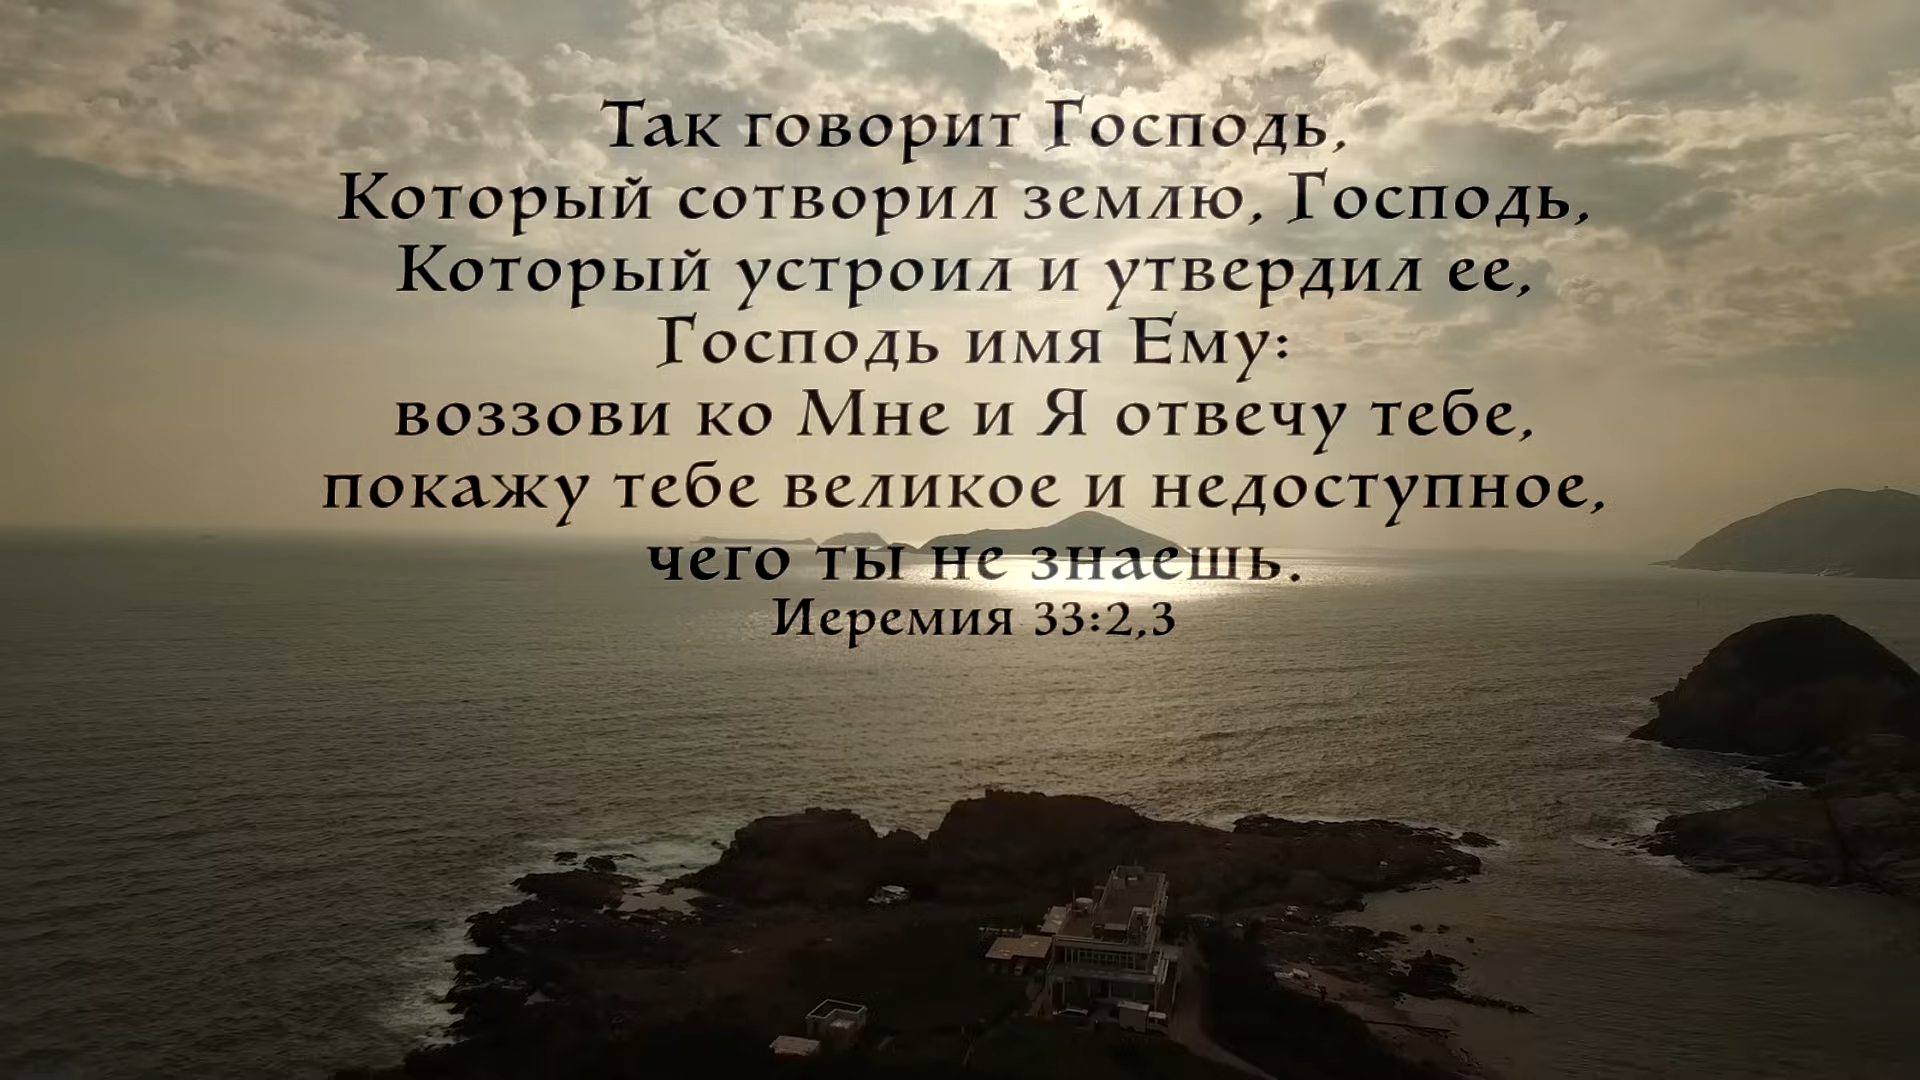 Так говорит Господь,
Который сотворил землю, Господь,
Который устроил и утвердил ее,
Господь имя Ему:
воззови ко Мне и Я отвечу тебе,
покажу тебе великое и недоступное,
чего ты не знаешь.
Иеремия 33:2,3